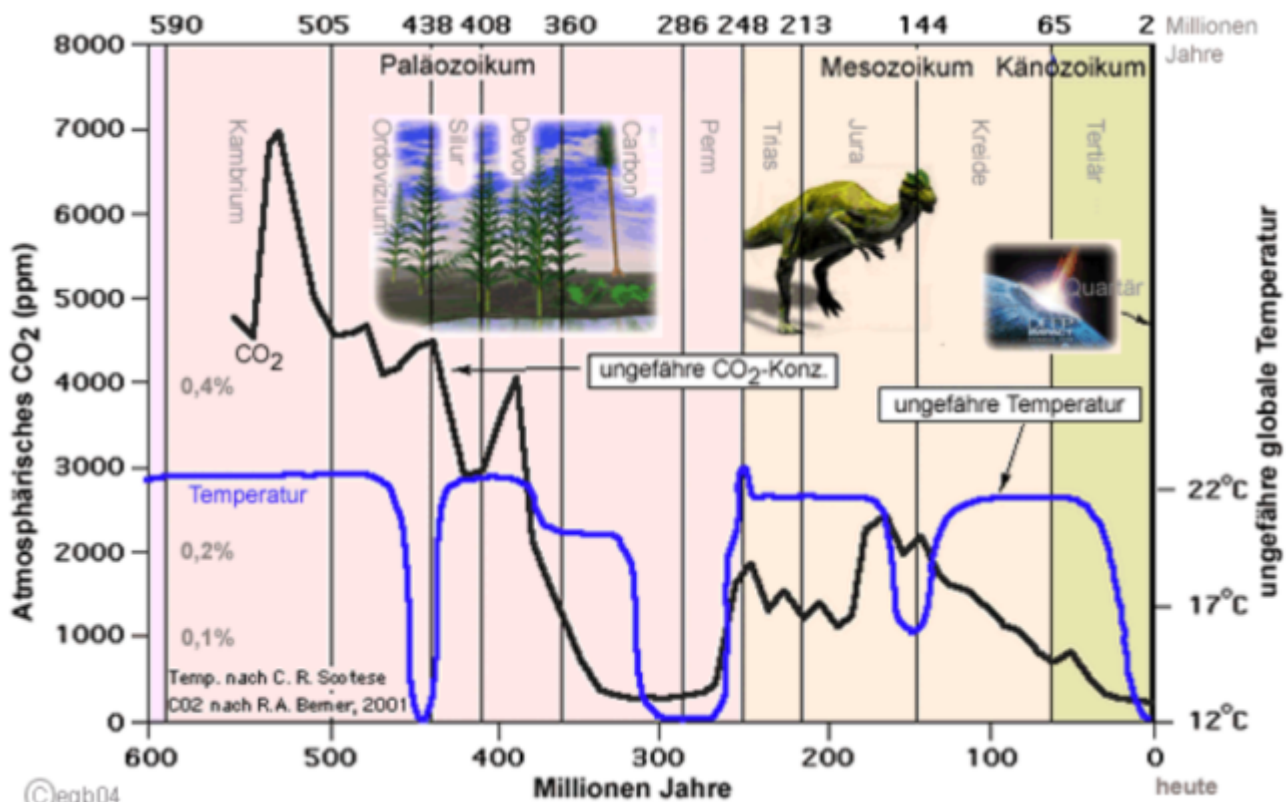 590 505 438 408 360 286 248 213 144 65 2 Millionen
Jahre
8000
7000
6000
5000
4000
3000
2000
1000
0
Atmosphärisches CO₂ (ppm)
Paläozoikum
Mesozoikum
Känozoikum
Kambrium
Ordovizium
Silur
Devon
Carbon
Perm
Trias
Jura
Kreide
Tertiär
Quartär
DEEP
IMPACT
CO₂
ungefähre CO₂-Konz.
ungefähre Temperatur
0,4%
Temperatur
0,2%
0,1%
Temp. nach C. R. Scotese
CO2 nach R.A. Berner, 2001
22°C
17°C
12°C
ungefähre globale Temperatur
600 500 400 300 200 100 0
Millionen Jahre
heute
©egb04